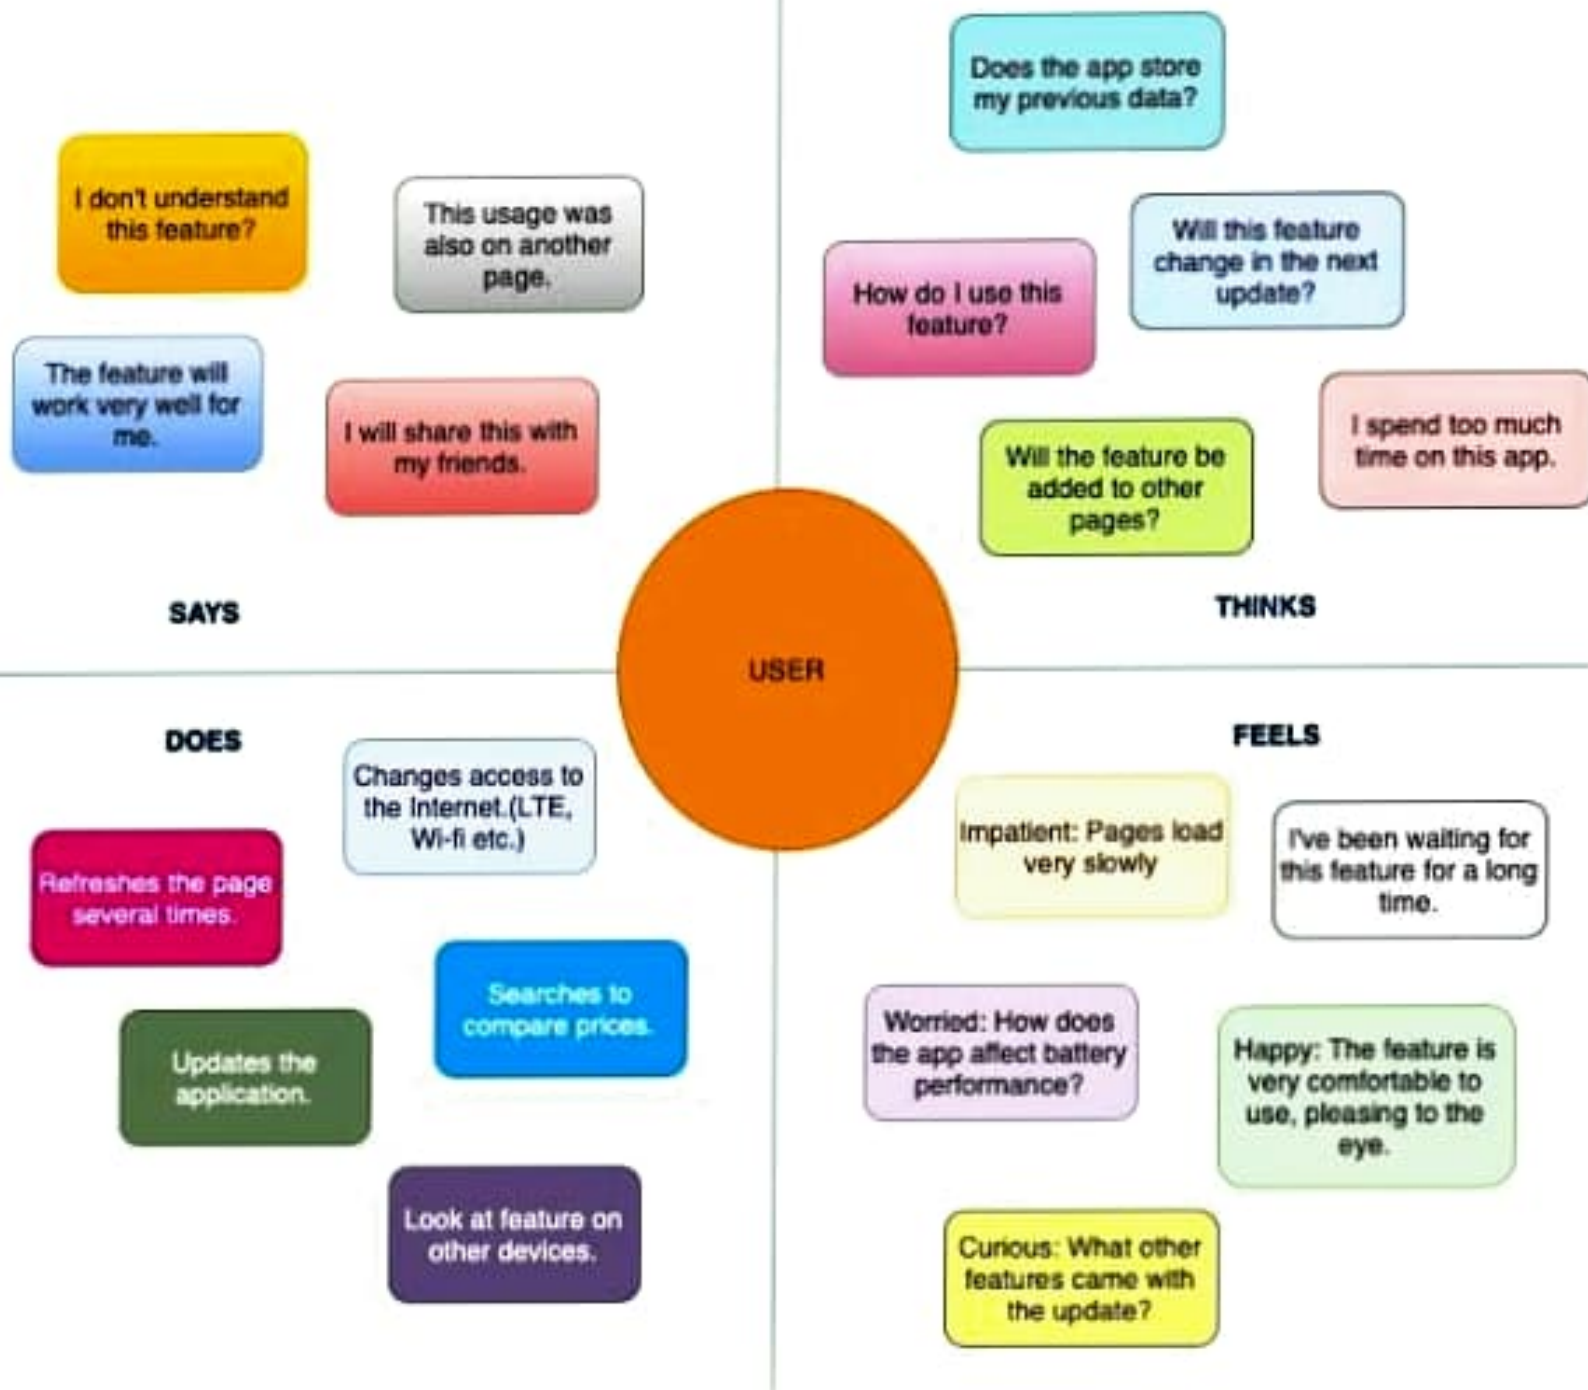 I don't understand
this feature?
This usage was
also on another
page.
The feature will
work very well for
me.
I will share this with
my friends.
SAYS
Does the app store
my previous data?
Will this feature
change in the next
update?
How do I use this
feature?
I spend too much
time on this app.
Will the feature be
added to other
pages?
THINKS
USER
DOES
Changes access to
the Internet.(LTE,
Wi-fi etc.)
Refreshes the page
several times.
Searches to
compare prices.
Updates the
application.
Look at feature on
other devices.
FEELS
Impatient: Pages load
very slowly
I've been waiting for
this feature for a long
time.
Worried: How does
the app affect battery
performance?
Happy: The feature is
very comfortable to
use, pleasing to the
eye.
Curious: What other
features came with
the update?